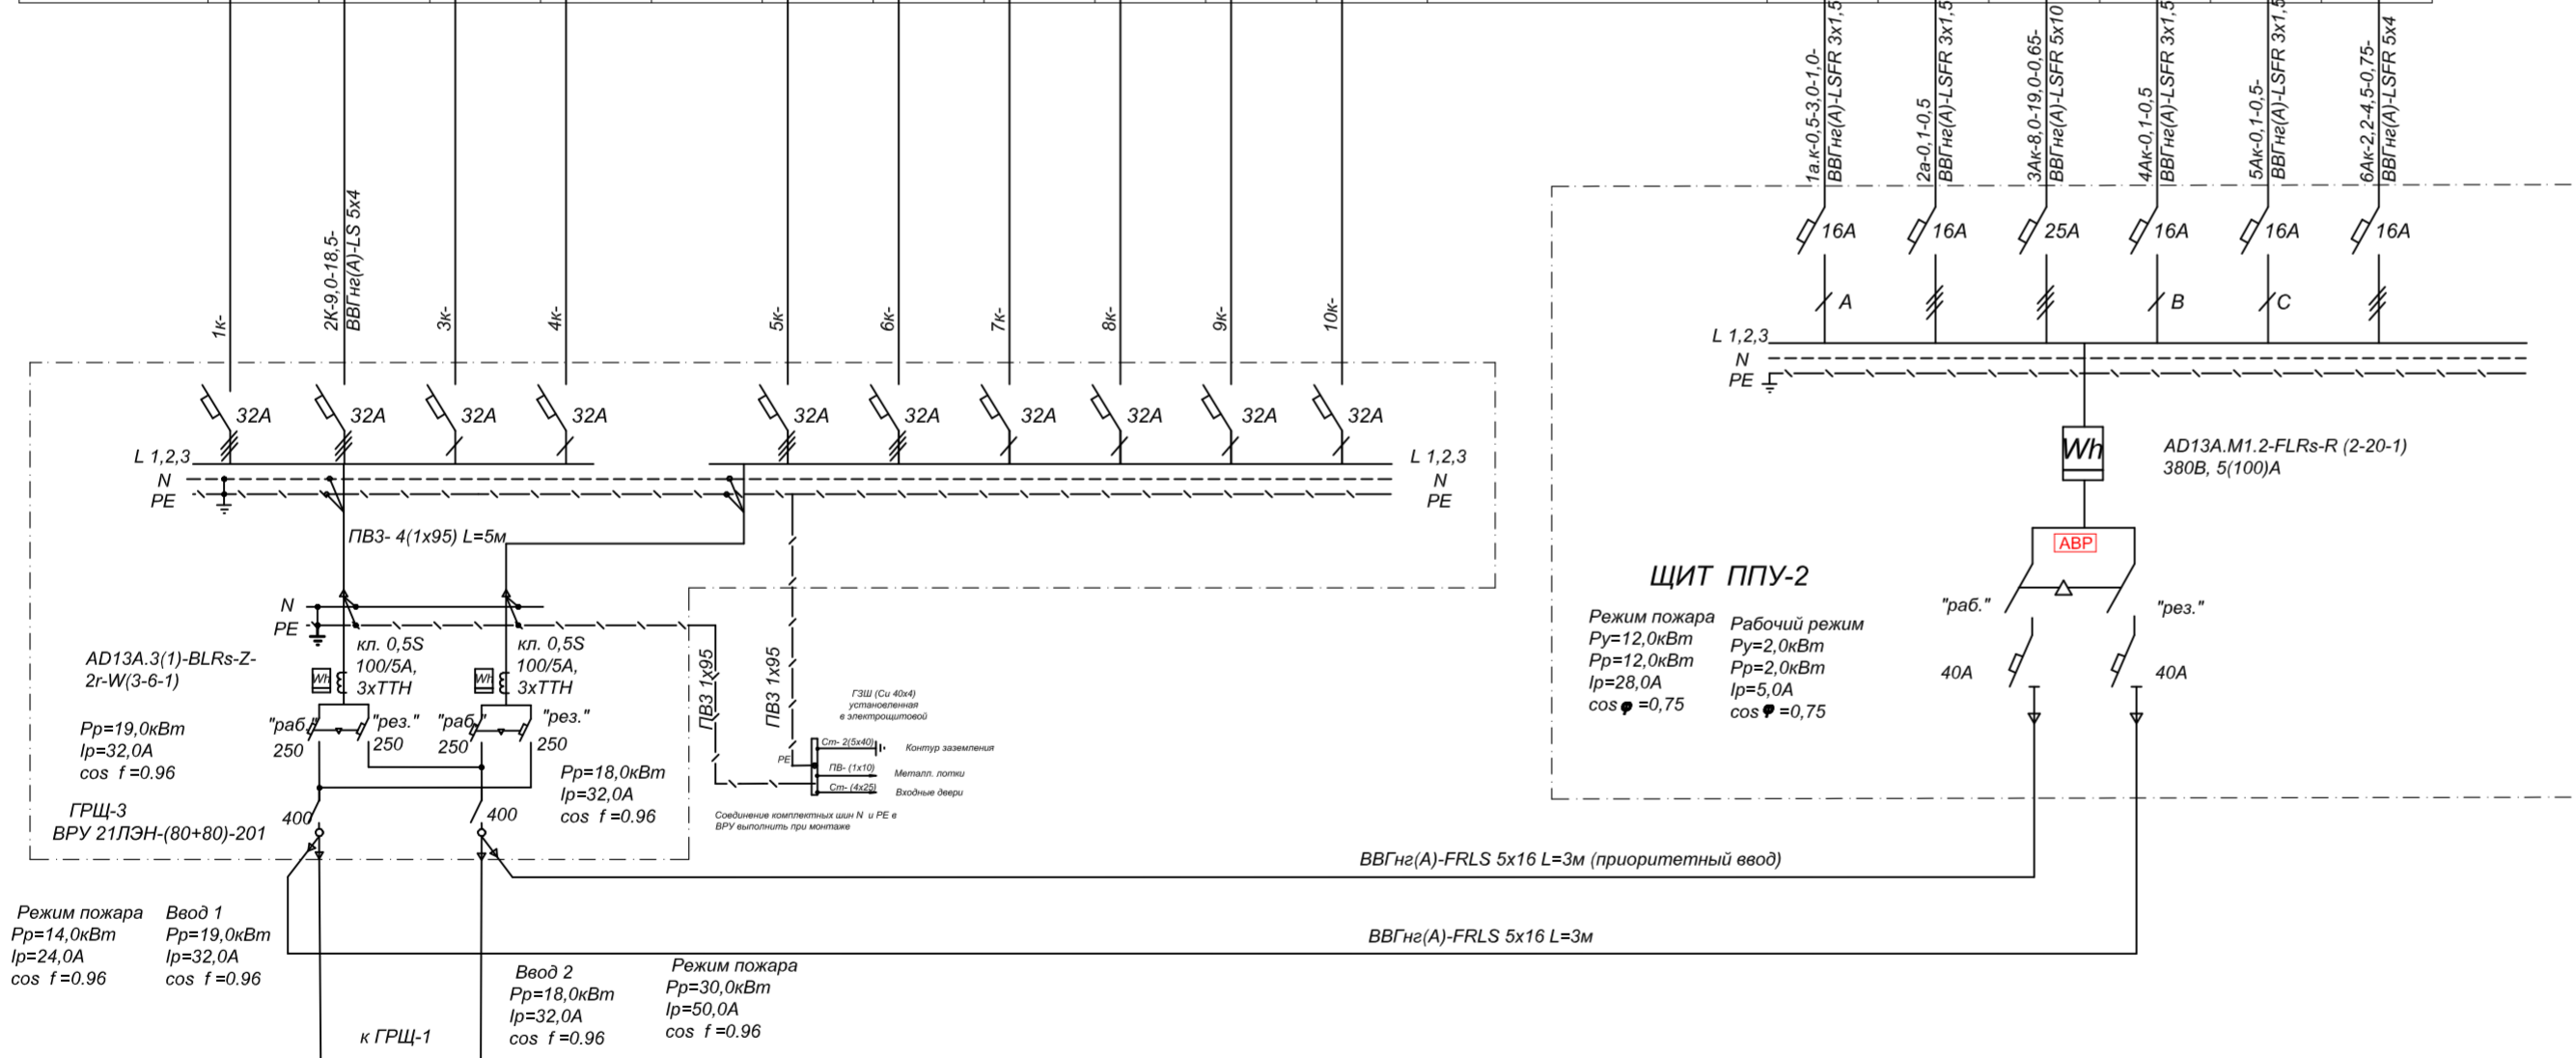 1а.к-0,5-3,0-1,0-
ВВГнг(А)-LSFR 3х1,5
2а-0,1-0,5
ВВГнг(А)-LSFR 3х1,5
3Ак-8,0-19,0-0,65-
ВВГнг(А)-LSFR 5х10
4Ак-0,1-0,5
ВВГнг(А)-LSFR 3х1,5
5Ак-0,1-0,5-
ВВГнг(А)-LSFR 3х1,5
6Ак-2,2-4,5-0,75-
ВВГнг(А)-LSFR 5х4
16А
16А
25А
16А
16А
16А
А
В
С
L 1,2,3
N
PE
1к-
2К-9,0-18,5-
ВВГнг(А)-LS 5х4
3к-
4к-
5к-
6к-
7к-
8к-
9к-
10к-
32А
32А
32А
32А
32А
32А
32А
32А
32А
32А
L 1,2,3
N
PE
L 1,2,3
N
PE
ПВ3- 4(1х95) L=5м
Wh
AD13A.M1.2-FLRs-R (2-20-1)
380В, 5(100)А
АВР
ЩИТ ППУ-2
Режим пожара
Ру=12,0кВт
Рр=12,0кВт
Iр=28,0А
cos φ =0,75
Рабочий режим
Ру=2,0кВт
Рр=2,0кВт
Iр=5,0А
cos φ =0,75
"раб."
"рез."
40А
40А
N
PE
кл. 0,5S
100/5А,
3хТТН
кл. 0,5S
100/5А,
3хТТН
Wh
Wh
AD13A.3(1)-BLRs-Z-
2r-W(3-6-1)
"раб."
"рез."
"раб."
"рез."
250
250
250
250
Рр=19,0кВт
Iр=32,0А
cos f =0.96
Рр=18,0кВт
Iр=32,0А
cos f =0.96
ГРЩ-3
ВРУ 21ЛЭН-(80+80)-201
400
400
ПВ3 1х95
ПВ3 1х95
ГЗШ (Cu 40х4)
установленная
в электрощитовой
PE
Ст- 2(5х40)
Контур заземления
ПВ- (1х10)
Металл. лотки
Ст- (4х25)
Входные двери
Соединение комплектных шин N и PE в
ВРУ выполнить при монтаже
ВВГнг(А)-FRLS 5х16 L=3м (приоритетный ввод)
ВВГнг(А)-FRLS 5х16 L=3м
Режим пожара
Рр=14,0кВт
Iр=24,0А
cos f =0.96
Ввод 1
Рр=19,0кВт
Iр=32,0А
cos f =0.96
Ввод 2
Рр=18,0кВт
Iр=32,0А
cos f =0.96
Режим пожара
Рр=30,0кВт
Iр=50,0А
cos f =0.96
к ГРЩ-1